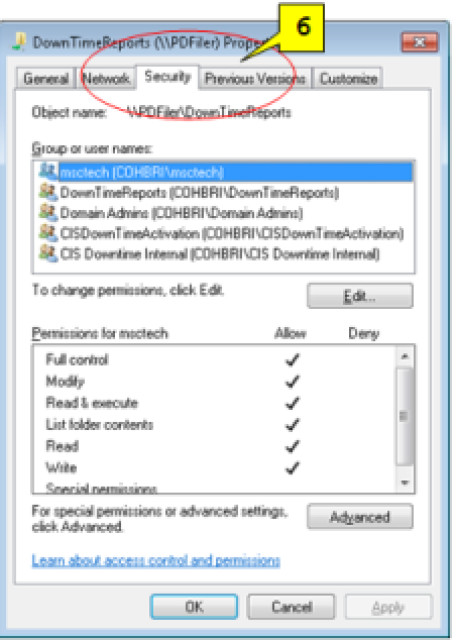 6
DownTimeReports (\\PDFiler) Prope
General Network Security Previous Versions Customize
Object name: \\PDFiler\DownTimeReports
Group or user names:
msctech (COHBRI\msctech)
DownTimeReports (COHBRI\DownTimeReports)
Domain Admins (COHBRI\Domain Admins)
CISDownTimeActivation (COHBRI\CISDownTimeActivation)
CIS Downtime Internal (COHBRI\CIS Downtime Internal)
To change permissions, click Edit. Edit...
Permissions for msctech Allow Deny
Full control
Modify
Read & execute
List folder contents
Read
Write
Special permissions
For special permissions or advanced settings, Advanced
click Advanced.
Learn about access control and permissions
OK Cancel Apply